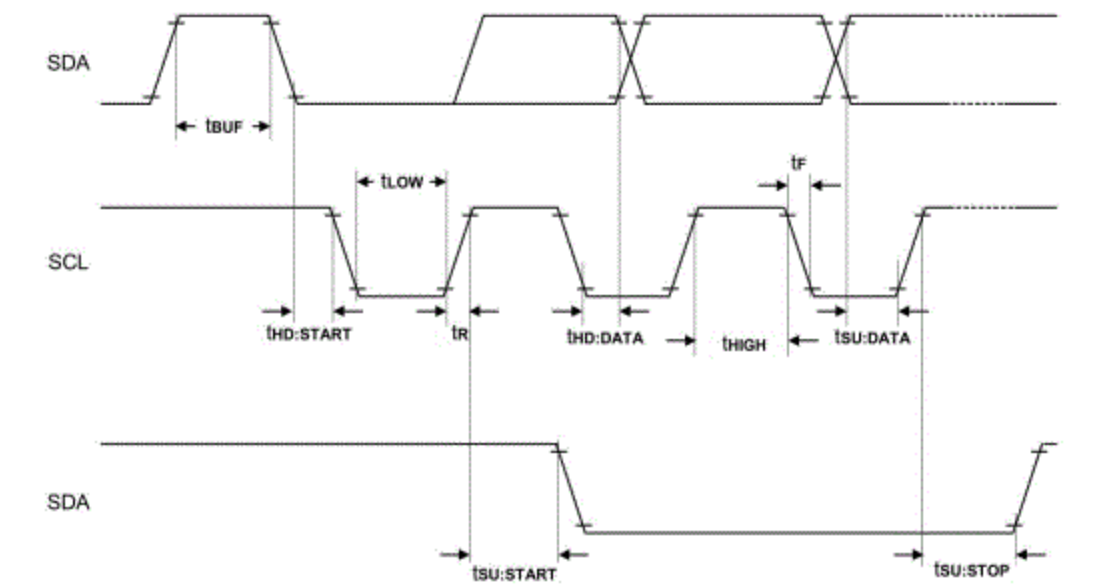 SDA
tBUF
tF
tLOW
SCL
tHD:START
tR
tHD:DATA
tHIGH
tSU:DATA
SDA
tSU:START
tSU:STOP